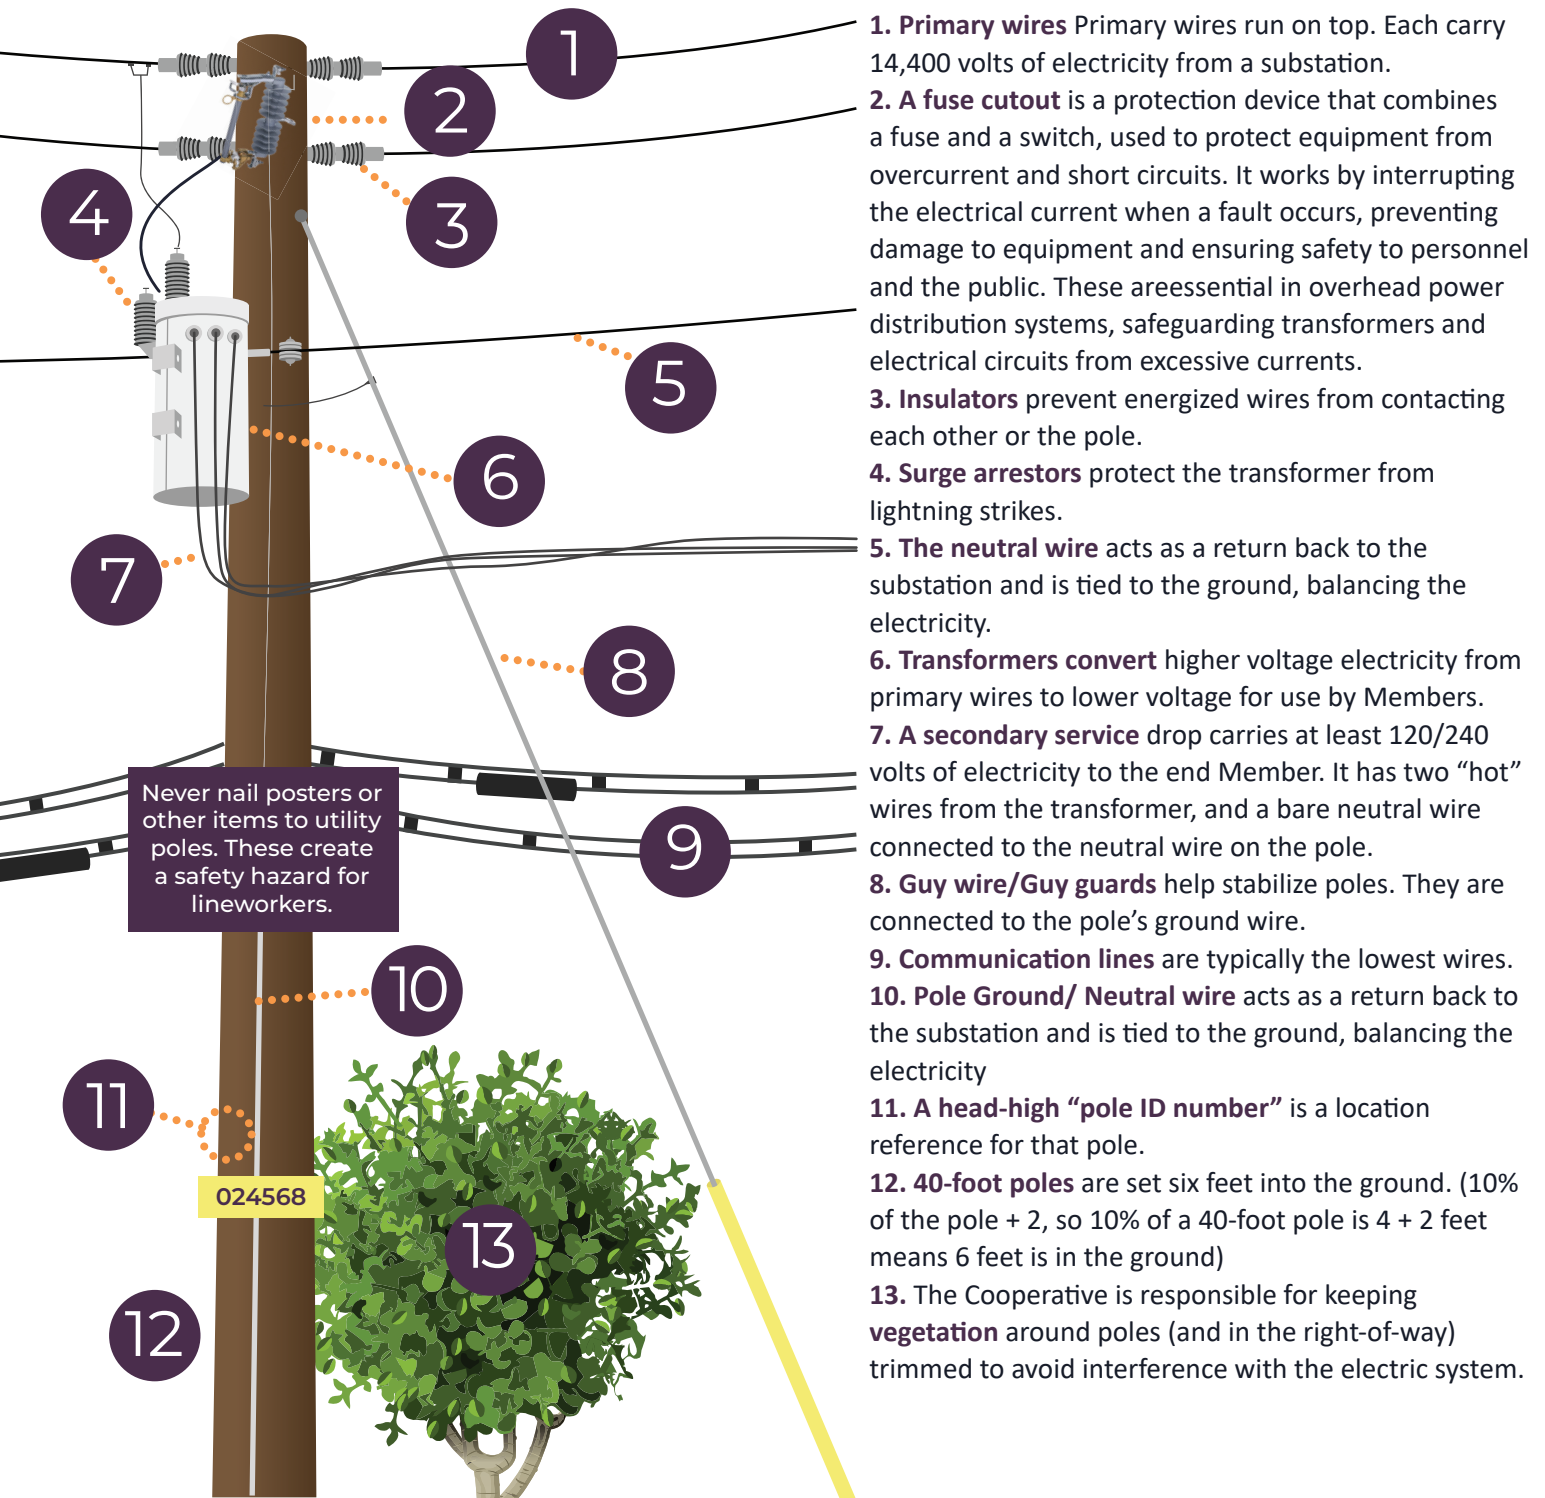 1
2
3
4
5
6
7
8
Never nail posters or
other items to utility
poles. These create
a safety hazard for
lineworkers.
9
10
11
024568
13
12
1. Primary wires Primary wires run on top. Each carry
14,400 volts of electricity from a substation.
2. A fuse cutout is a protection device that combines
a fuse and a switch, used to protect equipment from
overcurrent and short circuits. It works by interrupting
the electrical current when a fault occurs, preventing
damage to equipment and ensuring safety to personnel
and the public. These areessential in overhead power
distribution systems, safeguarding transformers and
electrical circuits from excessive currents.
3. Insulators prevent energized wires from contacting
each other or the pole.
4. Surge arrestors protect the transformer from
lightning strikes.
5. The neutral wire acts as a return back to the
substation and is tied to the ground, balancing the
electricity.
6. Transformers convert higher voltage electricity from
primary wires to lower voltage for use by Members.
7. A secondary service drop carries at least 120/240
volts of electricity to the end Member. It has two “hot”
wires from the transformer, and a bare neutral wire
connected to the neutral wire on the pole.
8. Guy wire/Guy guards help stabilize poles. They are
connected to the pole’s ground wire.
9. Communication lines are typically the lowest wires.
10. Pole Ground/ Neutral wire acts as a return back to
the substation and is tied to the ground, balancing the
electricity
11. A head-high “pole ID number” is a location
reference for that pole.
12. 40-foot poles are set six feet into the ground. (10%
of the pole + 2, so 10% of a 40-foot pole is 4 + 2 feet
means 6 feet is in the ground)
13. The Cooperative is responsible for keeping
vegetation around poles (and in the right-of-way)
trimmed to avoid interference with the electric system.